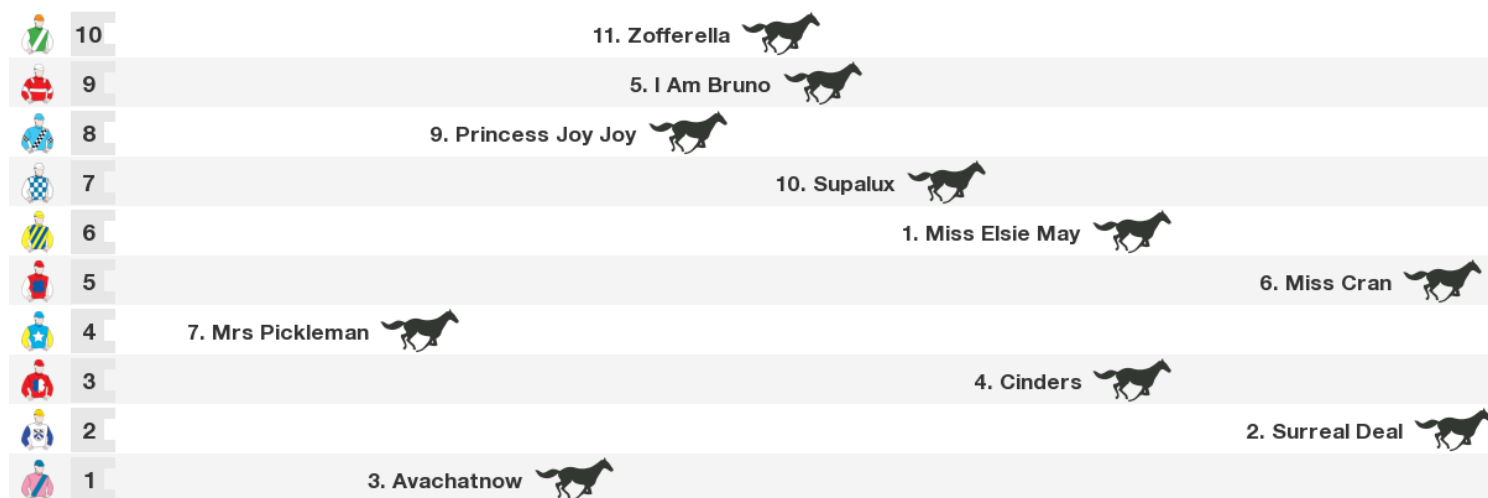 10 11. Zofferella
9 5. I Am Bruno
8 9. Princess Joy Joy
7 10. Supalux
6 1. Miss Elsie May
5 6. Miss Cran
4 7. Mrs Pickleman
3 4. Cinders
2 2. Surreal Deal
1 3. Avachatnow